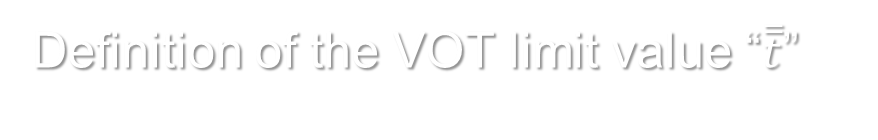 Definition of the VOT limit value “t̿”